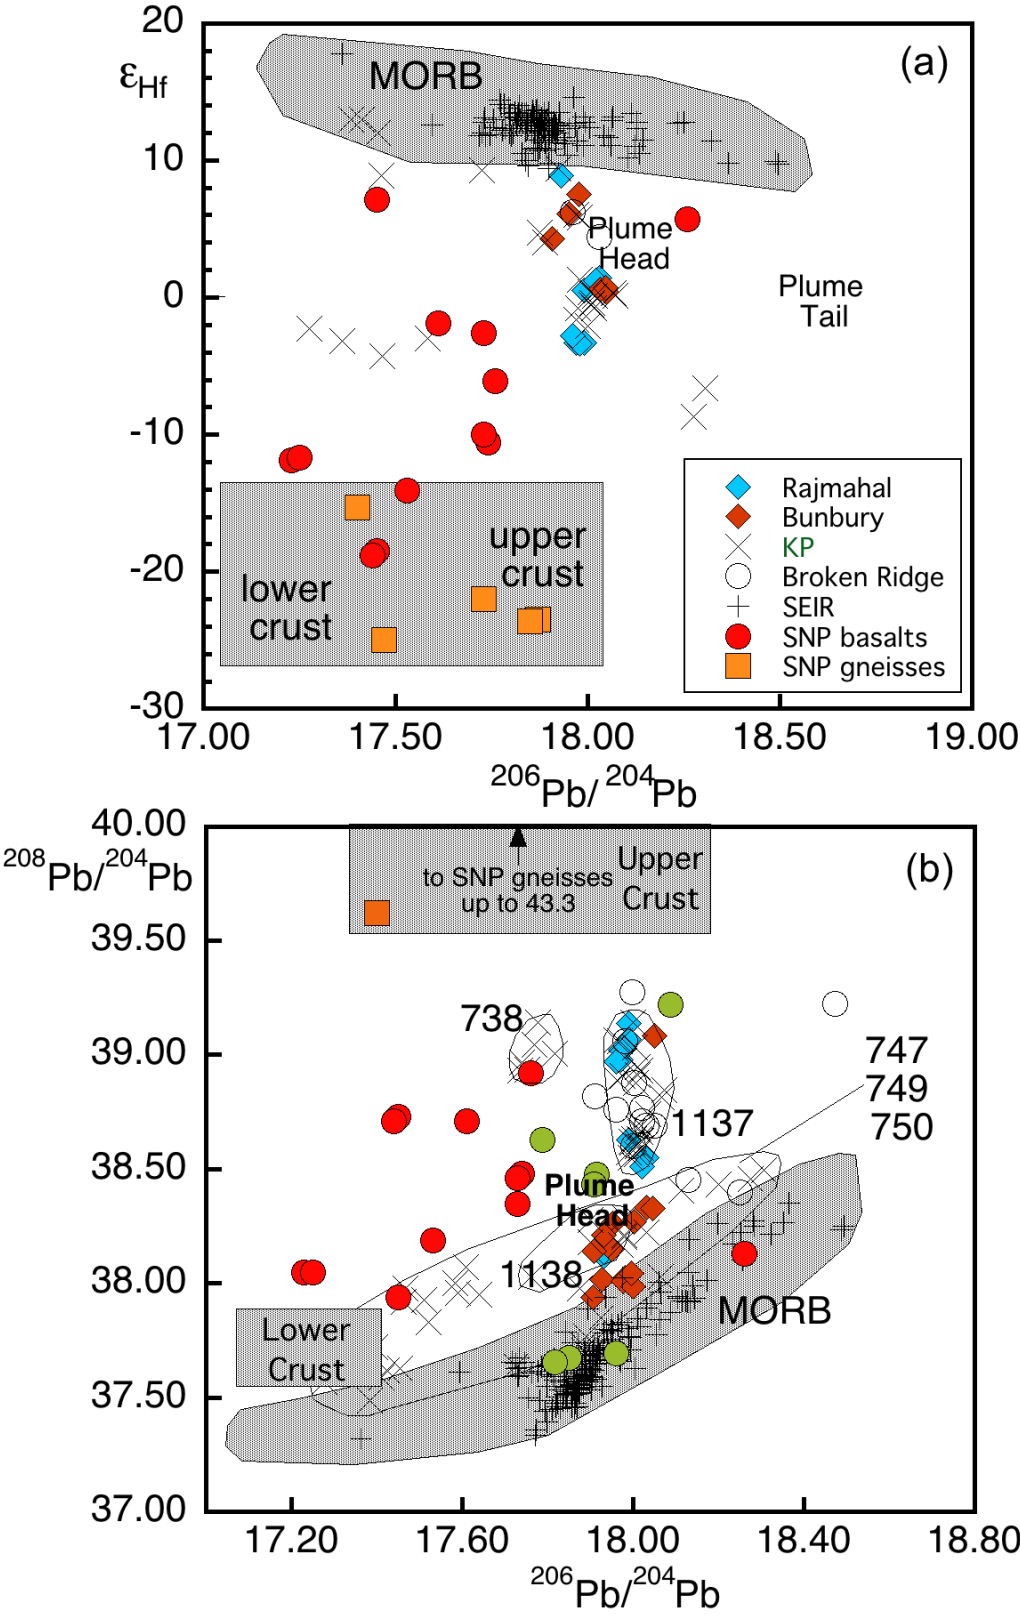 20
εHf
(a)
MORB
10
Plume
Head
0
Plume
Tail
-10
Rajmahal
Bunbury
KP
Broken Ridge
SEIR
SNP basalts
SNP gneisses
upper
crust
-20
lower
crust
-30
17.00 17.50 18.00 18.50 19.00
206Pb/ 204Pb
40.00
208Pb/204Pb
(b)
Upper
Crust
to SNP gneisses
up to 43.3
39.50
738
39.00
747
749
750
1137
38.50
Plume
Head
1138
38.00
MORB
Lower
Crust
37.50
37.00
17.20 17.60 18.00 18.40 18.80
206Pb/204Pb